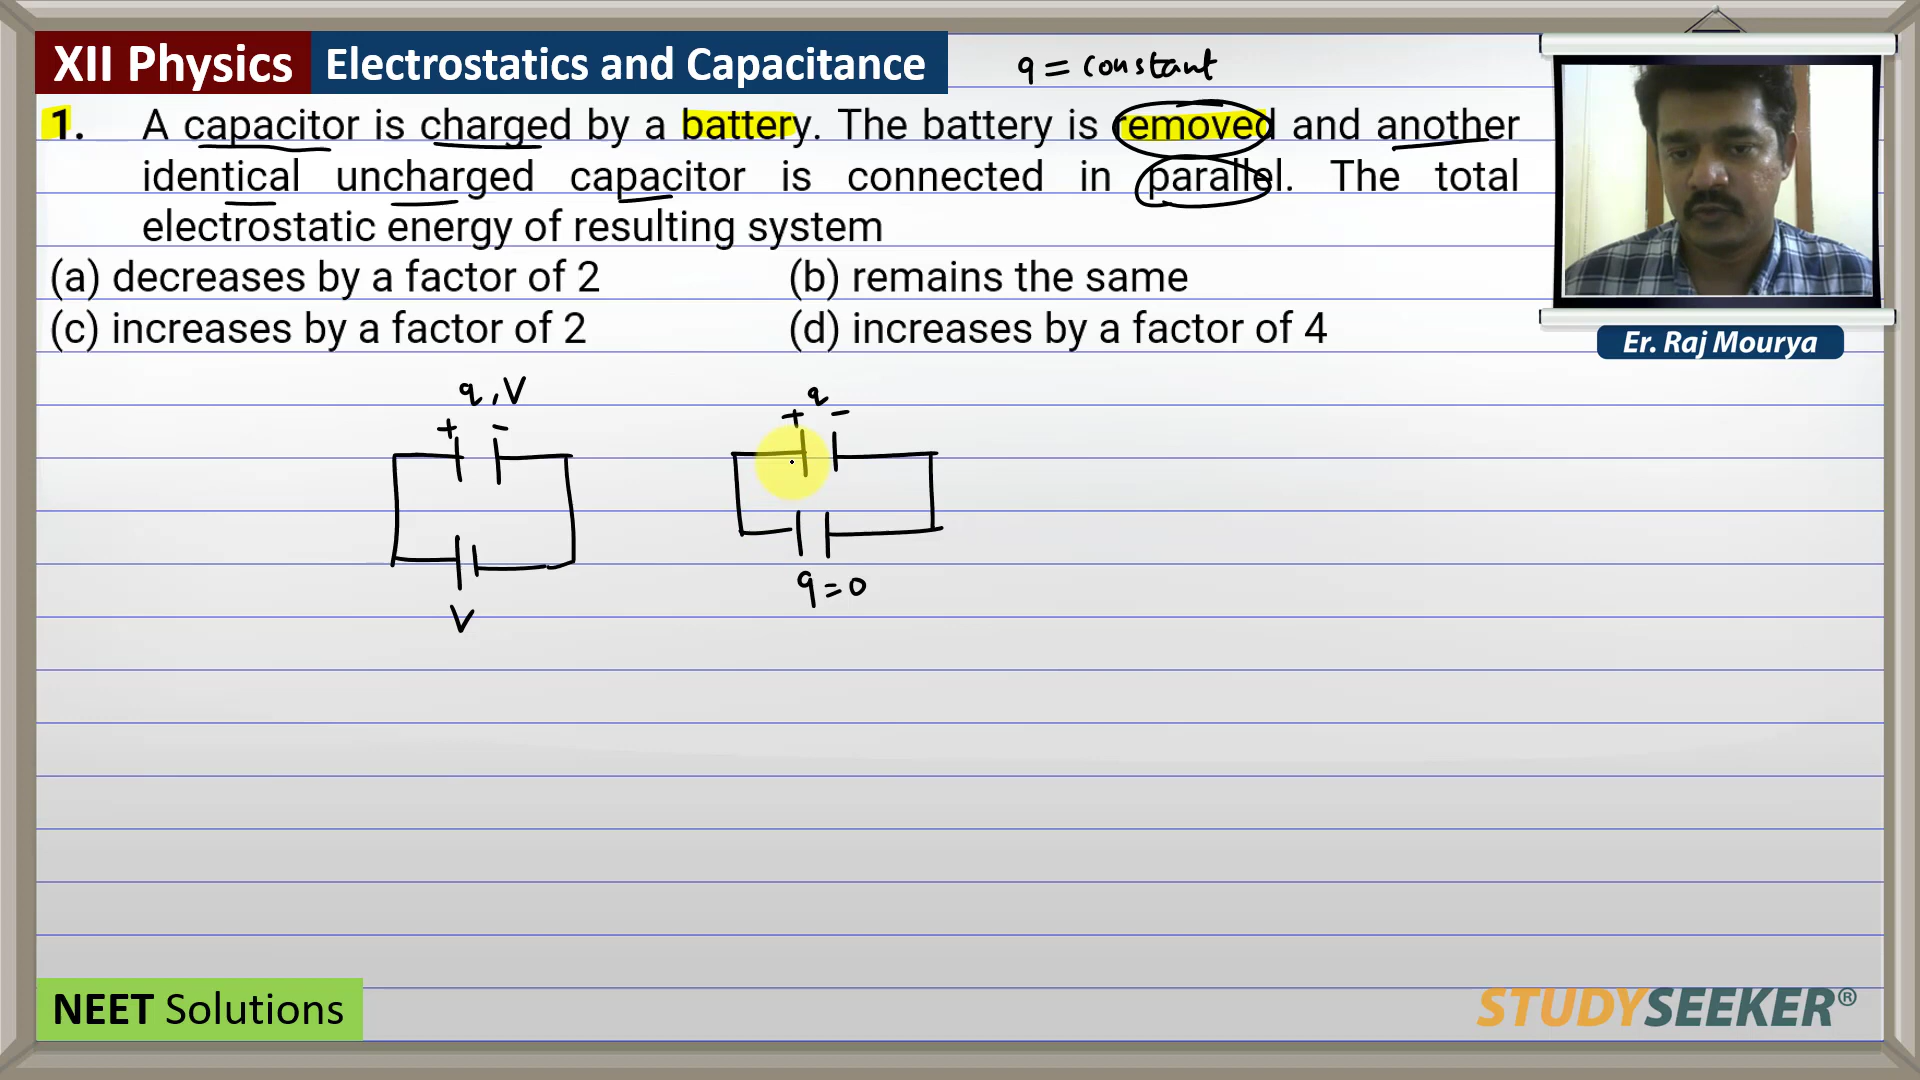 XII Physics Electrostatics and Capacitance q = constant
1. A capacitor is charged by a battery. The battery is removed and another
identical uncharged capacitor is connected in parallel. The total
electrostatic energy of resulting system
(a) decreases by a factor of 2 (b) remains the same
(c) increases by a factor of 2 (d) increases by a factor of 4
Er. Raj Mourya
q, V q
+ - + -
q = 0
V
NEET Solutions STUDYSEEKER®